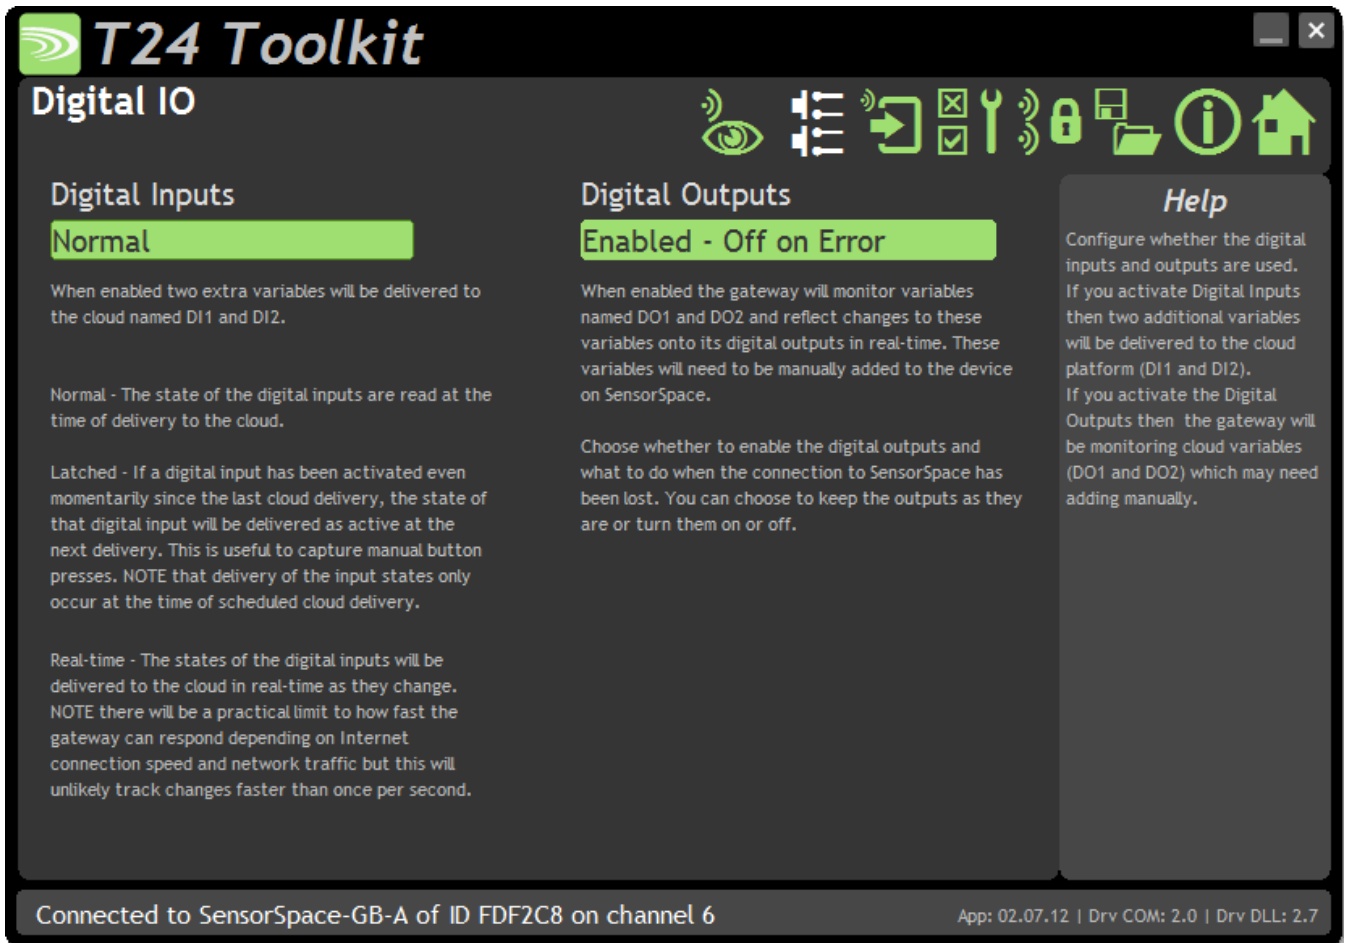 T24 Toolkit
Digital IO
Digital Inputs
Normal
When enabled two extra variables will be delivered to
the cloud named DI1 and DI2.
Normal - The state of the digital inputs are read at the
time of delivery to the cloud.
Latched - If a digital input has been activated even
momentarily since the last cloud delivery, the state of
that digital input will be delivered as active at the
next delivery. This is useful to capture manual button
presses. NOTE that delivery of the input states only
occur at the time of scheduled cloud delivery.
Real-time - The states of the digital inputs will be
delivered to the cloud in real-time as they change.
NOTE there will be a practical limit to how fast the
gateway can respond depending on Internet
connection speed and network traffic but this will
unlikely track changes faster than once per second.
Digital Outputs
Enabled - Off on Error
When enabled the gateway will monitor variables
named DO1 and DO2 and reflect changes to these
variables onto its digital outputs in real-time. These
variables will need to be manually added to the device
on SensorSpace.
Choose whether to enable the digital outputs and
what to do when the connection to SensorSpace has
been lost. You can choose to keep the outputs as they
are or turn them on or off.
Help
Configure whether the digital
inputs and outputs are used.
If you activate Digital Inputs
then two additional variables
will be delivered to the cloud
platform (DI1 and DI2).
If you activate the Digital
Outputs then  the gateway will
be monitoring cloud variables
(DO1 and DO2) which may need
adding manually.
Connected to SensorSpace-GB-A of ID FDF2C8 on channel 6
App: 02.07.12 | Drv COM: 2.0 | Drv DLL: 2.7